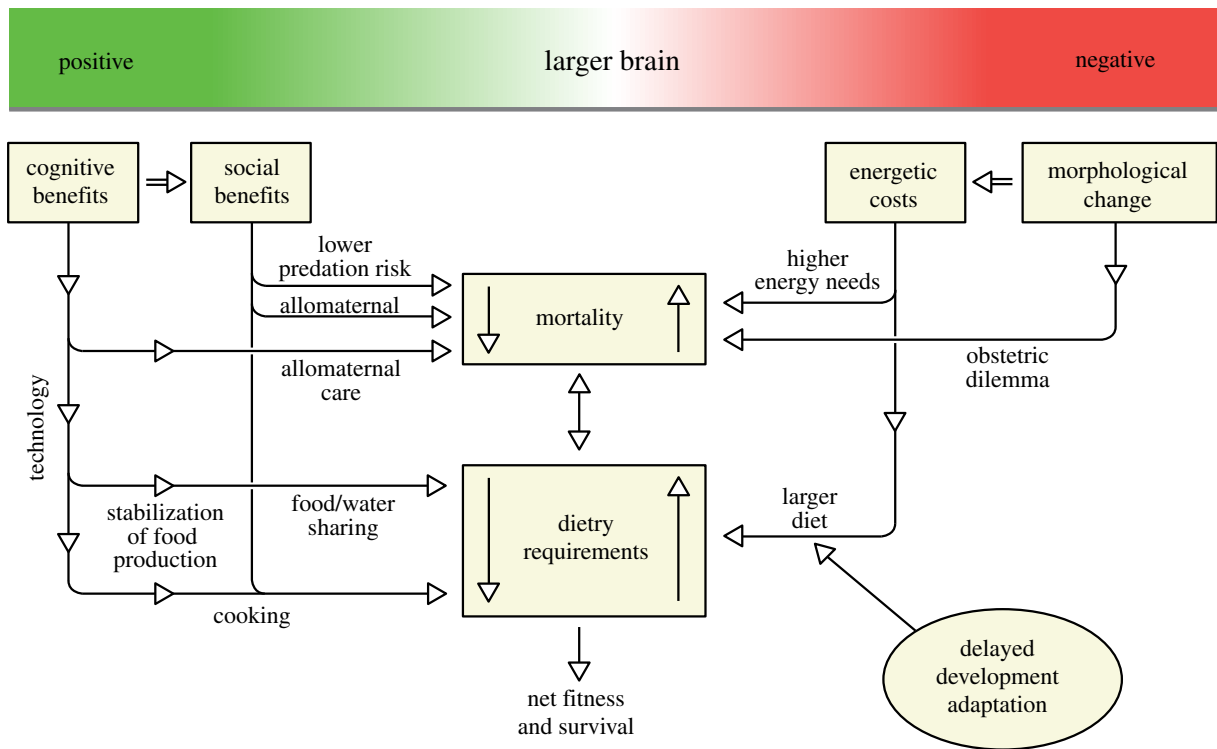 positive
larger brain
negative
cognitive
benefits
social
benefits
energetic
costs
morphological
change
lower
predation risk
allomaternal
allomaternal
care
mortality
higher
energy needs
obstetric
dilemma
technology
stabilization
of food
production
food/water
sharing
cooking
dietry
requirements
larger
diet
net fitness
and survival
delayed
development
adaptation